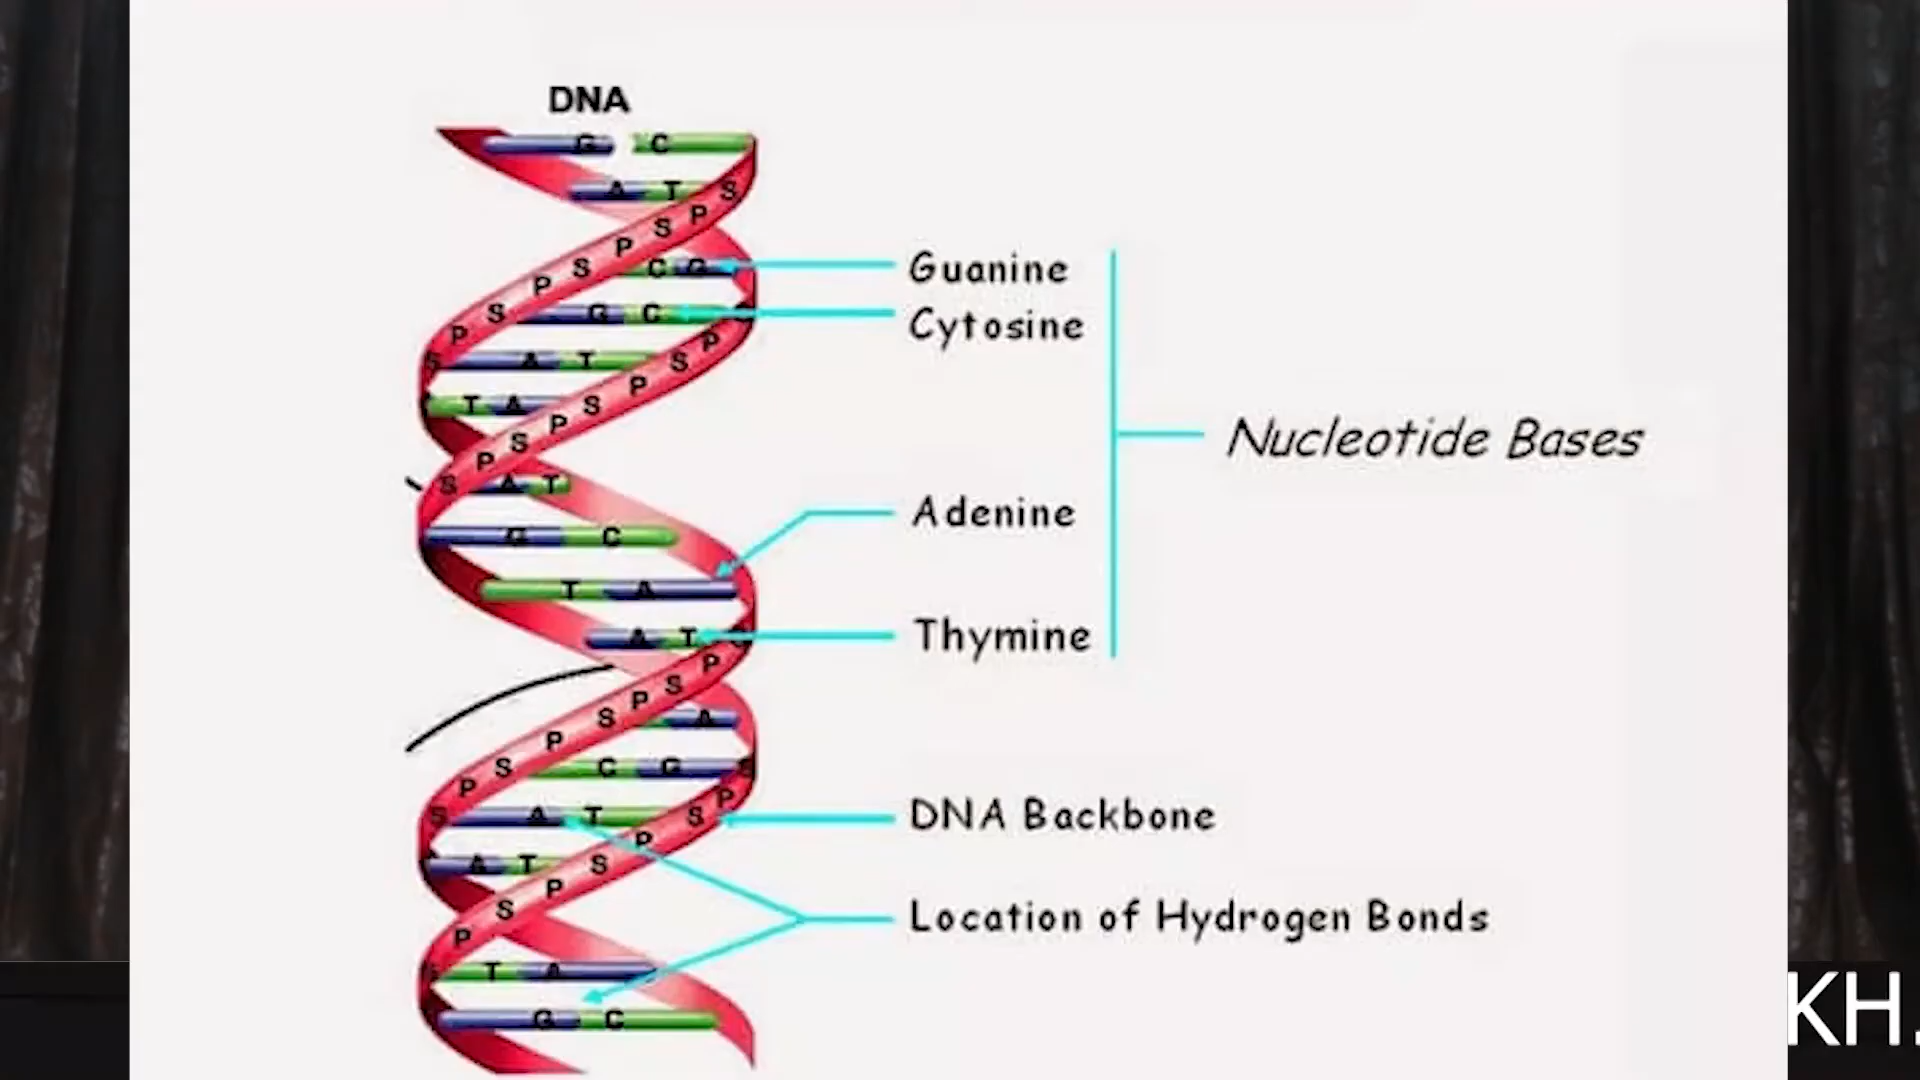 DNA
G C
A T S
P
S
P
S C G
P
S G C
P P
S A T S
P
T A S
P
S
P
S A T
G C
T A
A T
P
S
P
S A
P
S C G
P P
S A T S
P
A T S
P
S
P
S T A
G C
Guanine
Cytosine
Nucleotide Bases
Adenine
Thymine
DNA Backbone
Location of Hydrogen Bonds
KH.